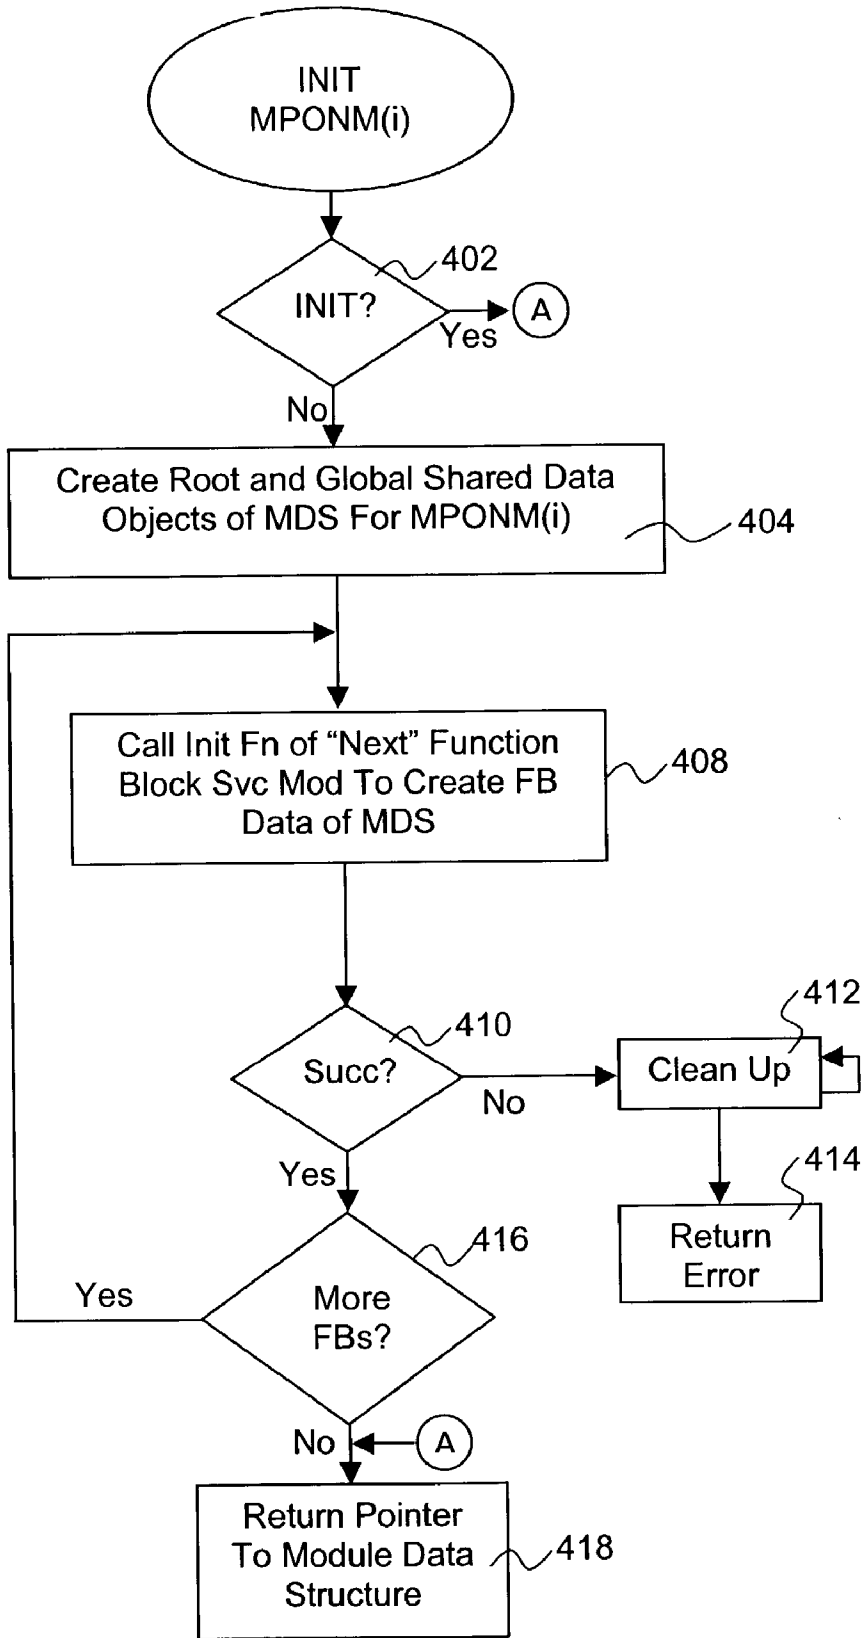 INIT
MPONM(i)
402
INIT?
A
Yes
No
Create Root and Global Shared Data
Objects of MDS For MPONM(i)
404
Call Init Fn of “Next” Function
Block Svc Mod To Create FB
Data of MDS
408
410
Succ?
No
412
Clean Up
Yes
414
Return
Error
416
Yes
More
FBs?
No
A
Return Pointer
To Module Data
Structure
418